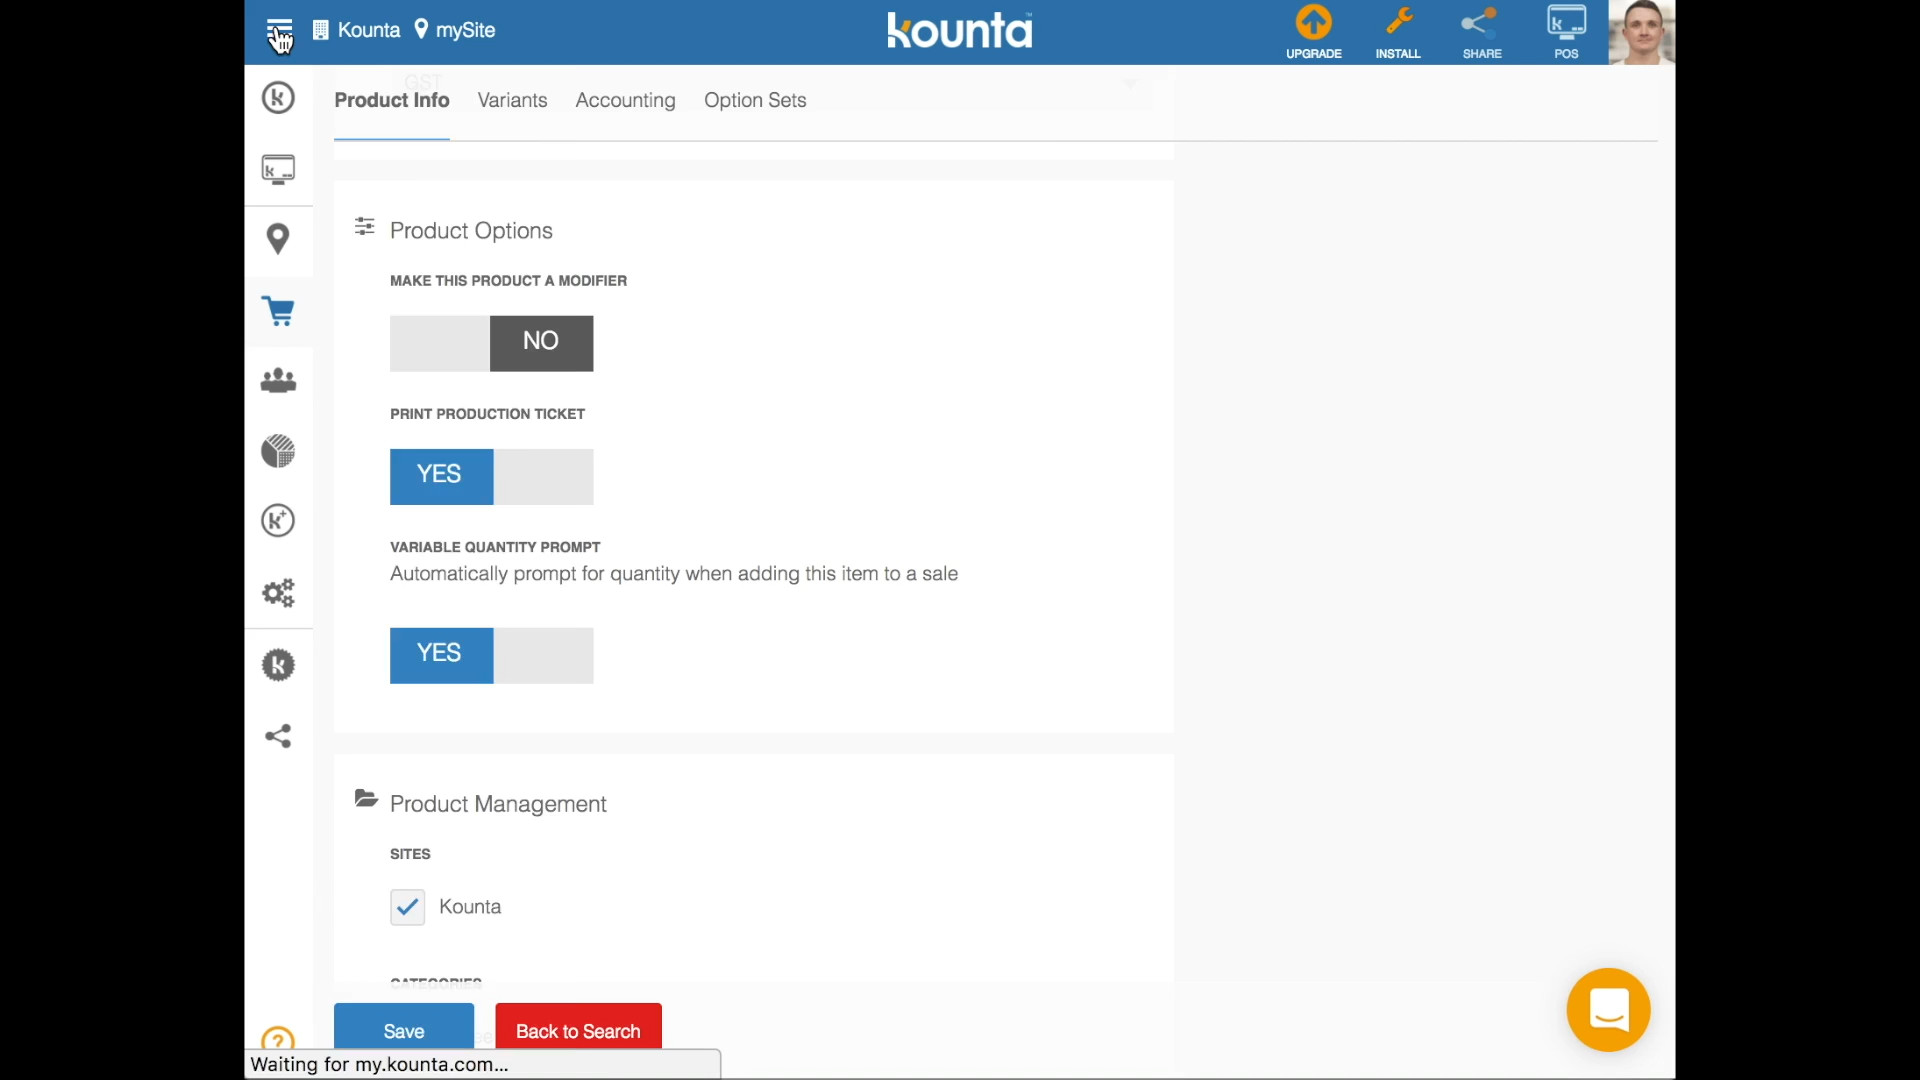 Kounta mySite
kounta
UPGRADE INSTALL SHARE POS
GST
Product Info Variants Accounting Option Sets
Product Options
MAKE THIS PRODUCT A MODIFIER
NO
PRINT PRODUCTION TICKET
YES
VARIABLE QUANTITY PROMPT
Automatically prompt for quantity when adding this item to a sale
YES
Product Management
SITES
Kounta
CATEGORIES
Save Back to Search
Waiting for my.kounta.com...